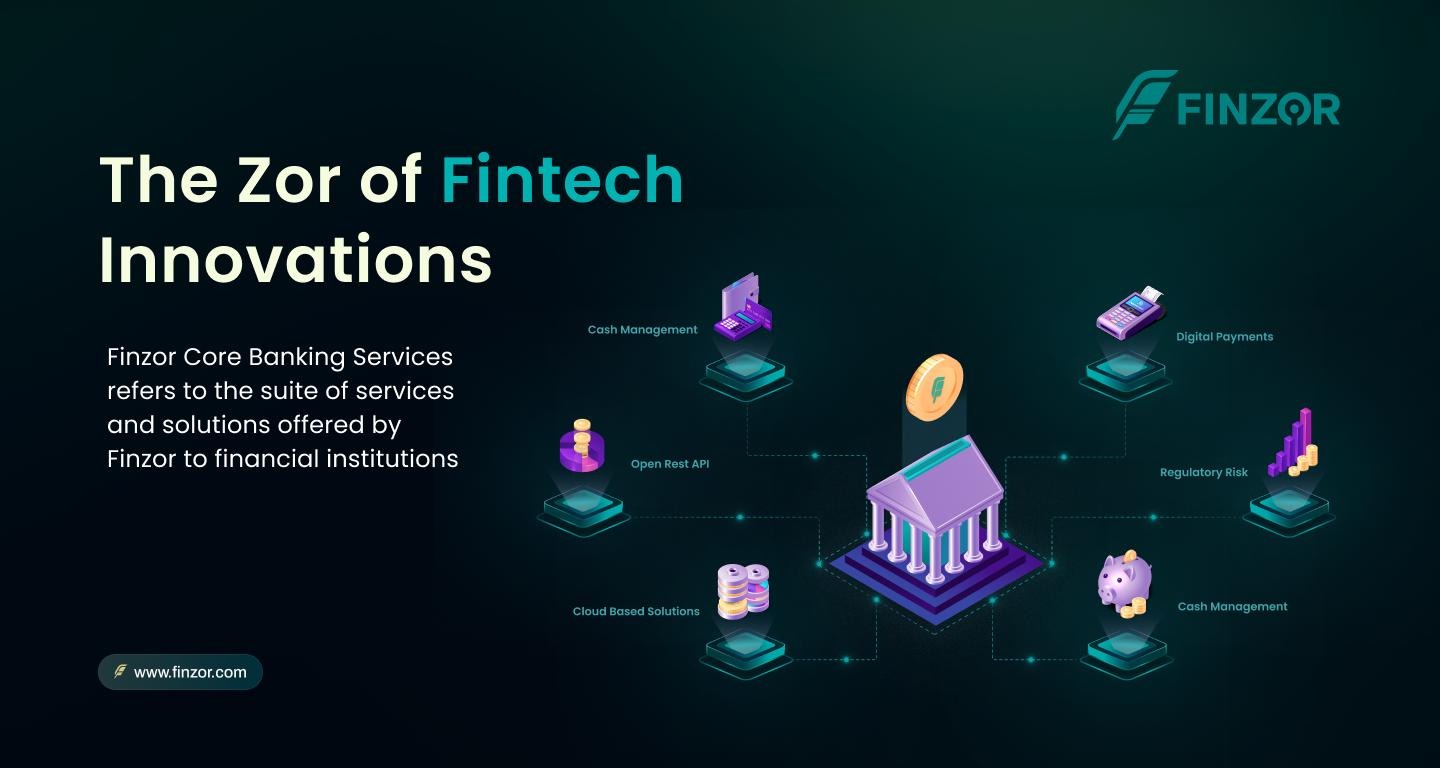 FINZOR
The Zor of Fintech
Innovations
Finzor Core Banking Services
refers to the suite of services
and solutions offered by
Finzor to financial institutions
Cash Management
Digital Payments
Open Rest API
Regulatory Risk
Cloud Based Solutions
Cash Management
www.finzor.com